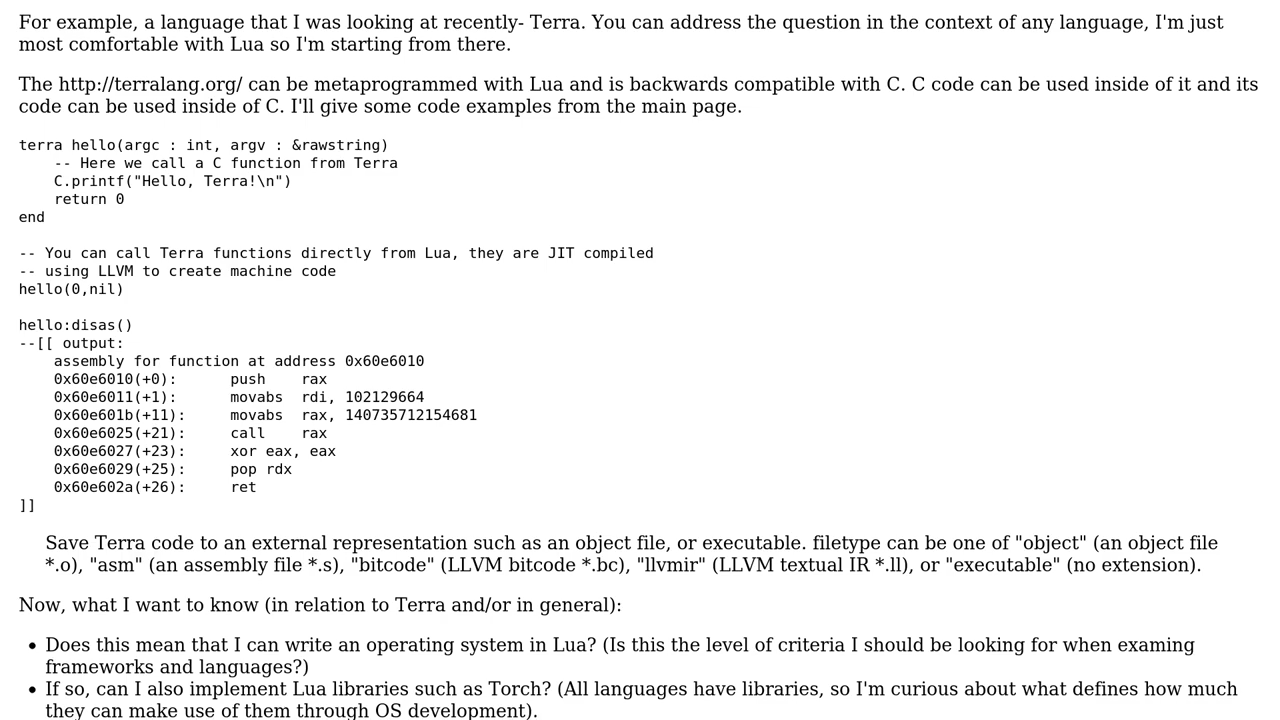 For example, a language that I was looking at recently- Terra. You can address the question in the context of any language, I'm just
most comfortable with Lua so I'm starting from there.
The http://terralang.org/ can be metaprogrammed with Lua and is backwards compatible with C. C code can be used inside of it and its
code can be used inside of C. I'll give some code examples from the main page.
terra hello(argc : int, argv : &rawstring)
    -- Here we call a C function from Terra
    C.printf("Hello, Terra!\n")
    return 0
end
-- You can call Terra functions directly from Lua, they are JIT compiled
-- using LLVM to create machine code
hello(0,nil)
hello:disas()
--[[ output:
    assembly for function at address 0x60e6010
    0x60e6010(+0):      push    rax
    0x60e6011(+1):      movabs  rdi, 102129664
    0x60e601b(+11):     movabs  rax, 140735712154681
    0x60e6025(+21):     call    rax
    0x60e6027(+23):     xor eax, eax
    0x60e6029(+25):     pop rdx
    0x60e602a(+26):     ret
]]
Save Terra code to an external representation such as an object file, or executable. filetype can be one of "object" (an object file
*.o), "asm" (an assembly file *.s), "bitcode" (LLVM bitcode *.bc), "llvmir" (LLVM textual IR *.ll), or "executable" (no extension).
Now, what I want to know (in relation to Terra and/or in general):
• Does this mean that I can write an operating system in Lua? (Is this the level of criteria I should be looking for when examing
frameworks and languages?)
• If so, can I also implement Lua libraries such as Torch? (All languages have libraries, so I'm curious about what defines how much
they can make use of them through OS development).